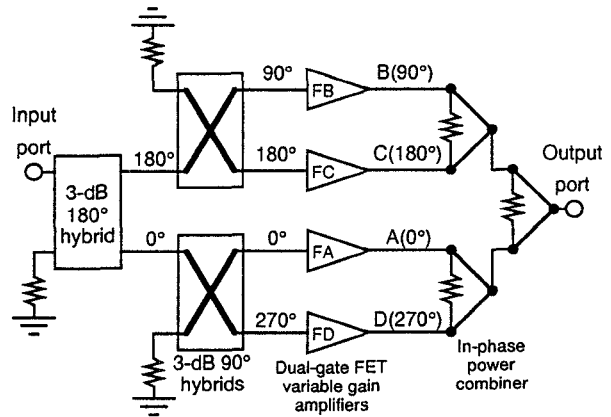 90°
FB
B(90°)
Input
port
180°
180°
FC
C(180°)
Output
port
3-dB
180°
hybrid
0°
0°
FA
A(0°)
270°
FD
D(270°)
3-dB 90°
hybrids
Dual-gate FET
variable gain
amplifiers
In-phase
power
combiner